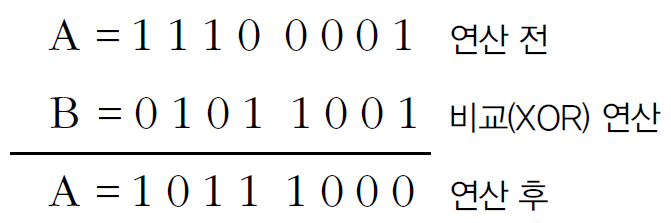 A = 1 1 1 0 0 0 0 1 연산 전
B = 0 1 0 1 1 0 0 1 비교(XOR) 연산
A = 1 0 1 1 1 0 0 0 연산 후